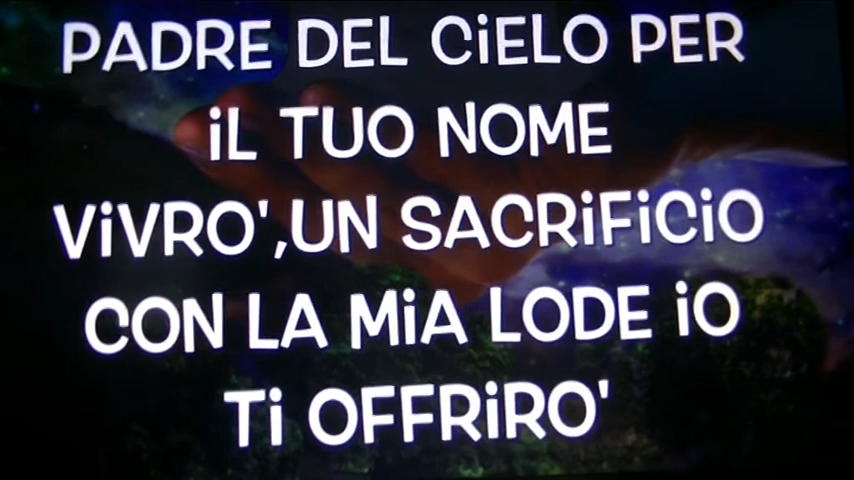 PADRE DEL CiELO PER
iL TUO NOME
ViVRO',UN SACRiFiCiO
CON LA MiA LODE iO
Ti OFFRiRO'